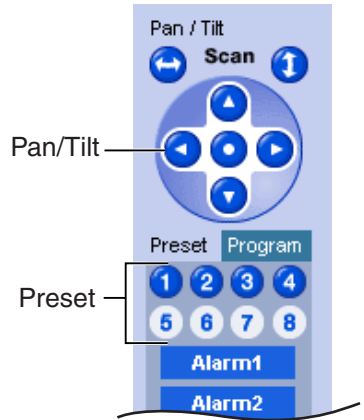 Pan / Tilt
Scan
Pan/Tilt
Preset Program
1 2 3 4
Preset
5 6 7 8
Alarm1
Alarm2